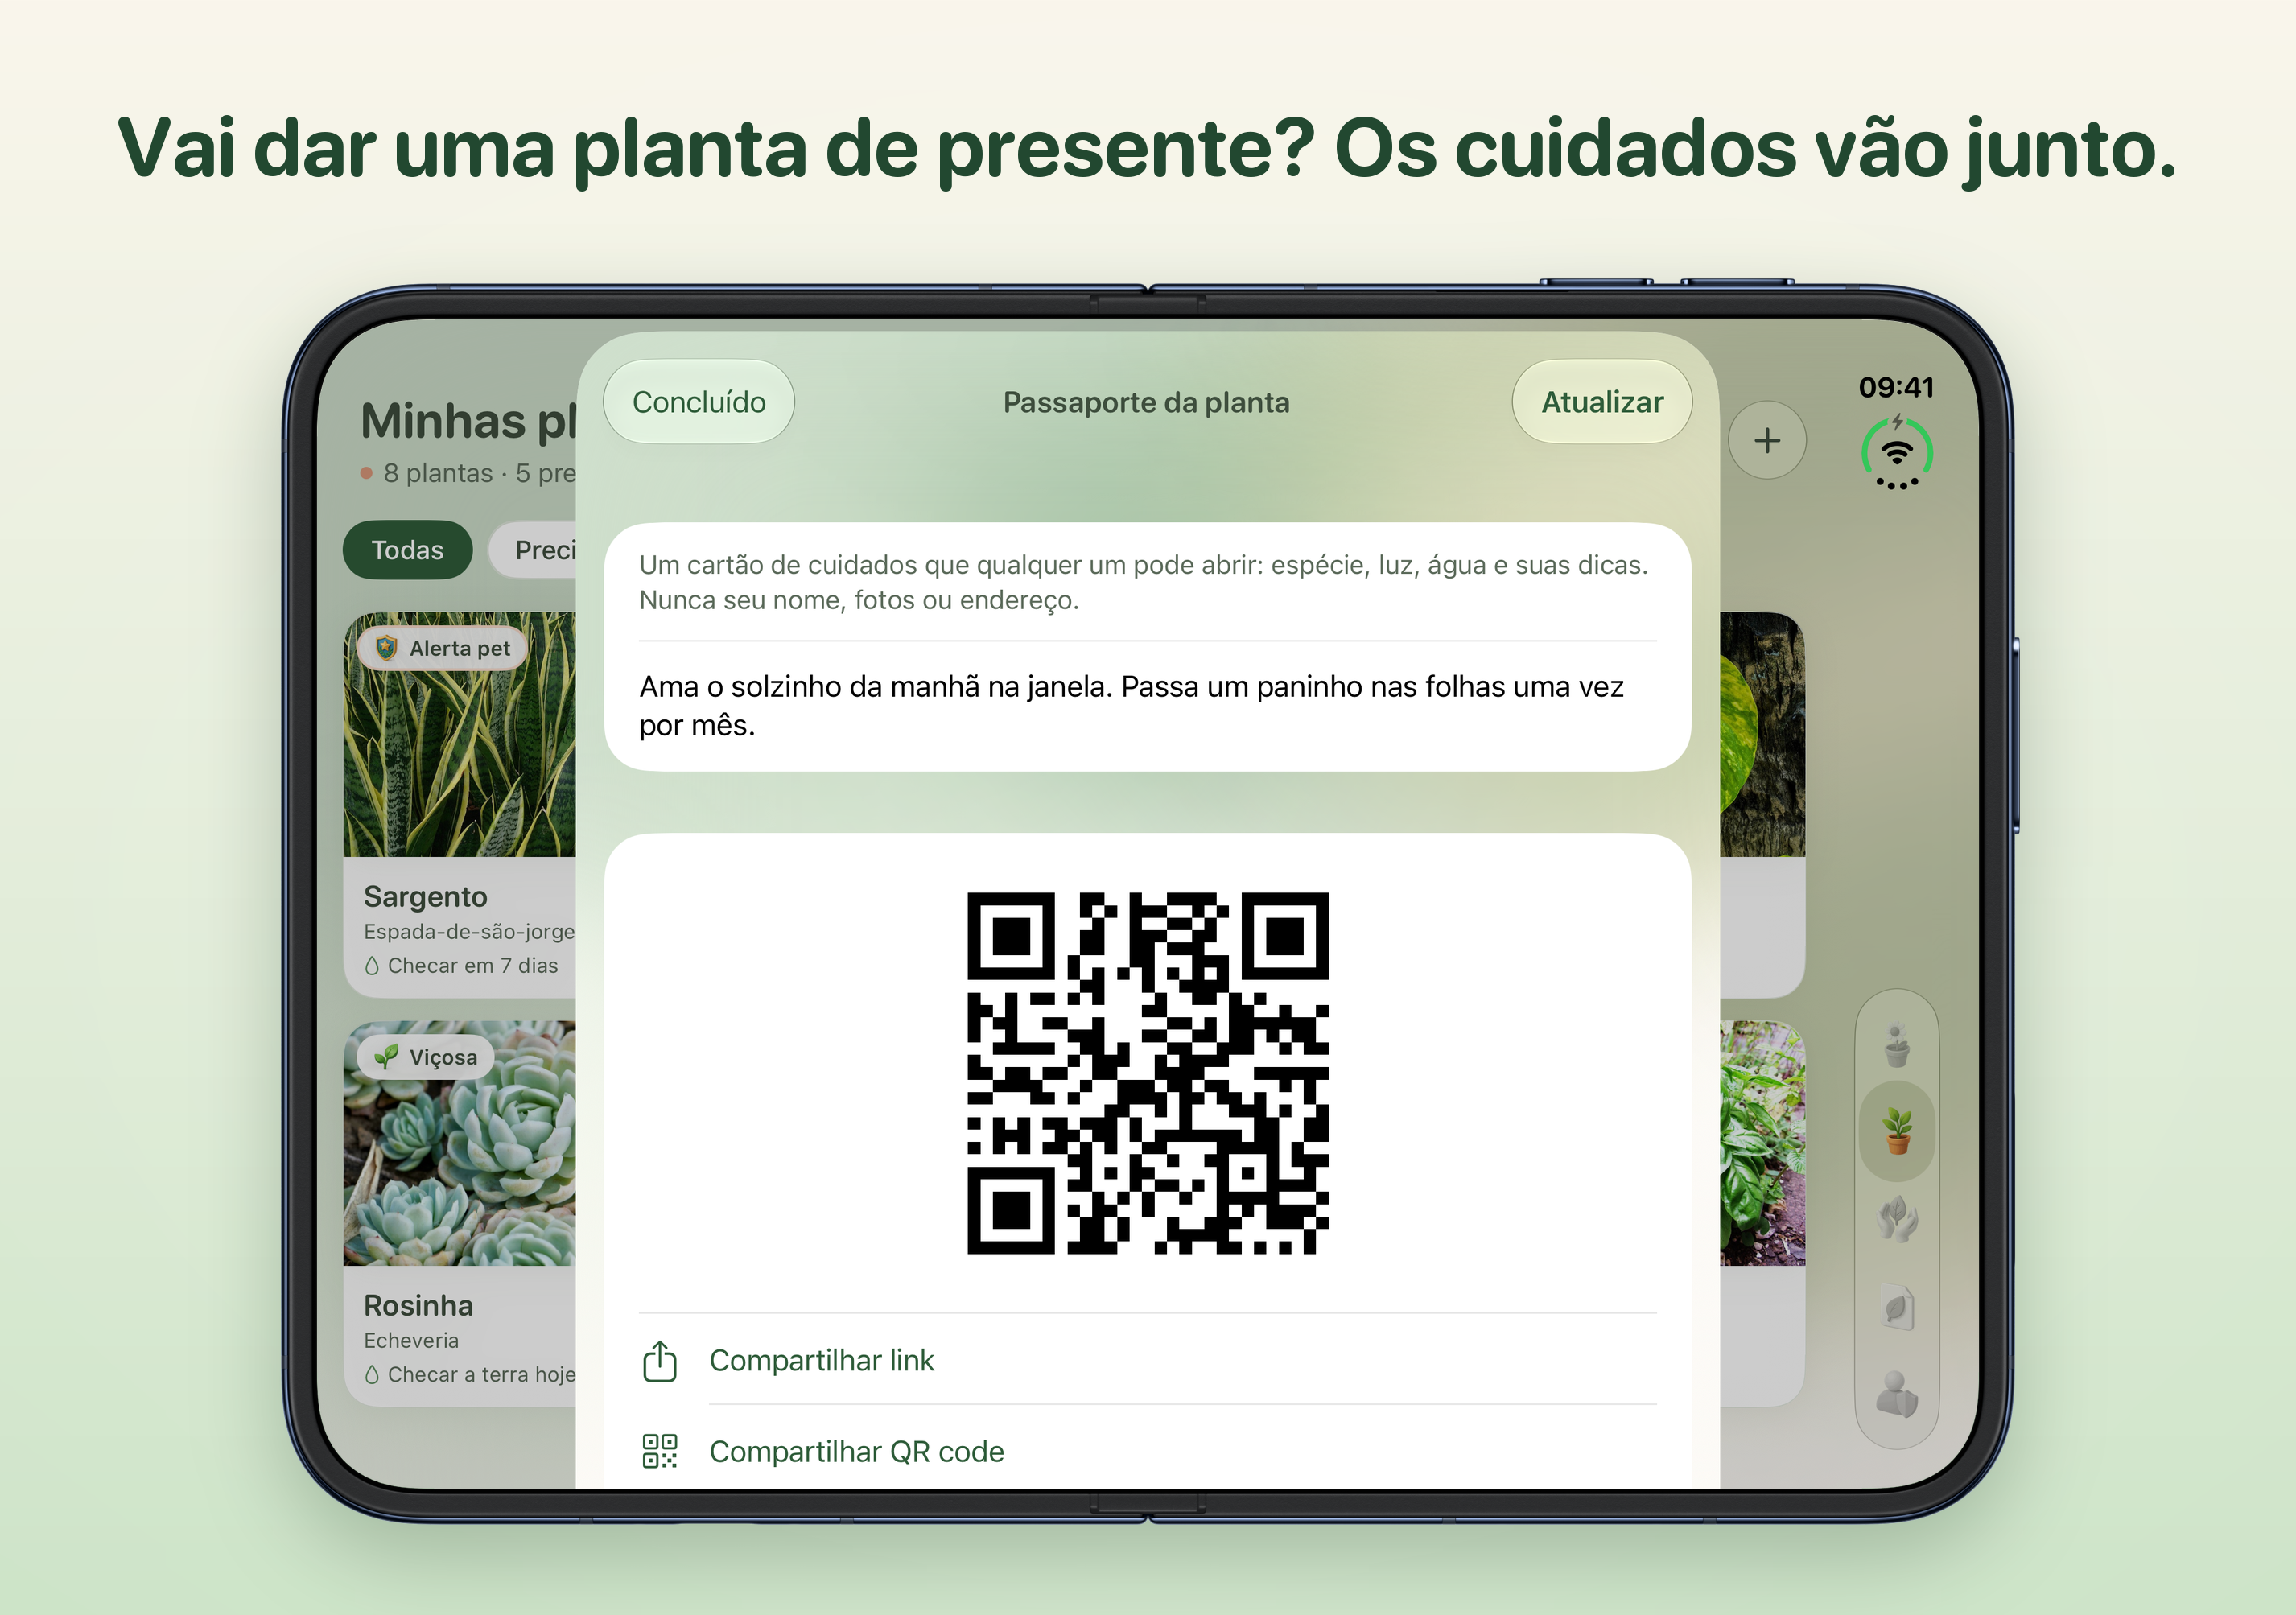 Vai dar uma planta de presente? Os cuidados vão junto.
Minhas pl
8 plantas · 5 pre
Todas
Preci
Concluído
Passaporte da planta
Atualizar
09:41
Um cartão de cuidados que qualquer um pode abrir: espécie, luz, água e suas dicas.
Nunca seu nome, fotos ou endereço.
Ama o solzinho da manhã na janela. Passa um paninho nas folhas uma vez
por mês.
Alerta pet
Sargento
Espada-de-são-jorge
Checar em 7 dias
Viçosa
Rosinha
Echeveria
Checar a terra hoje
Compartilhar link
Compartilhar QR code